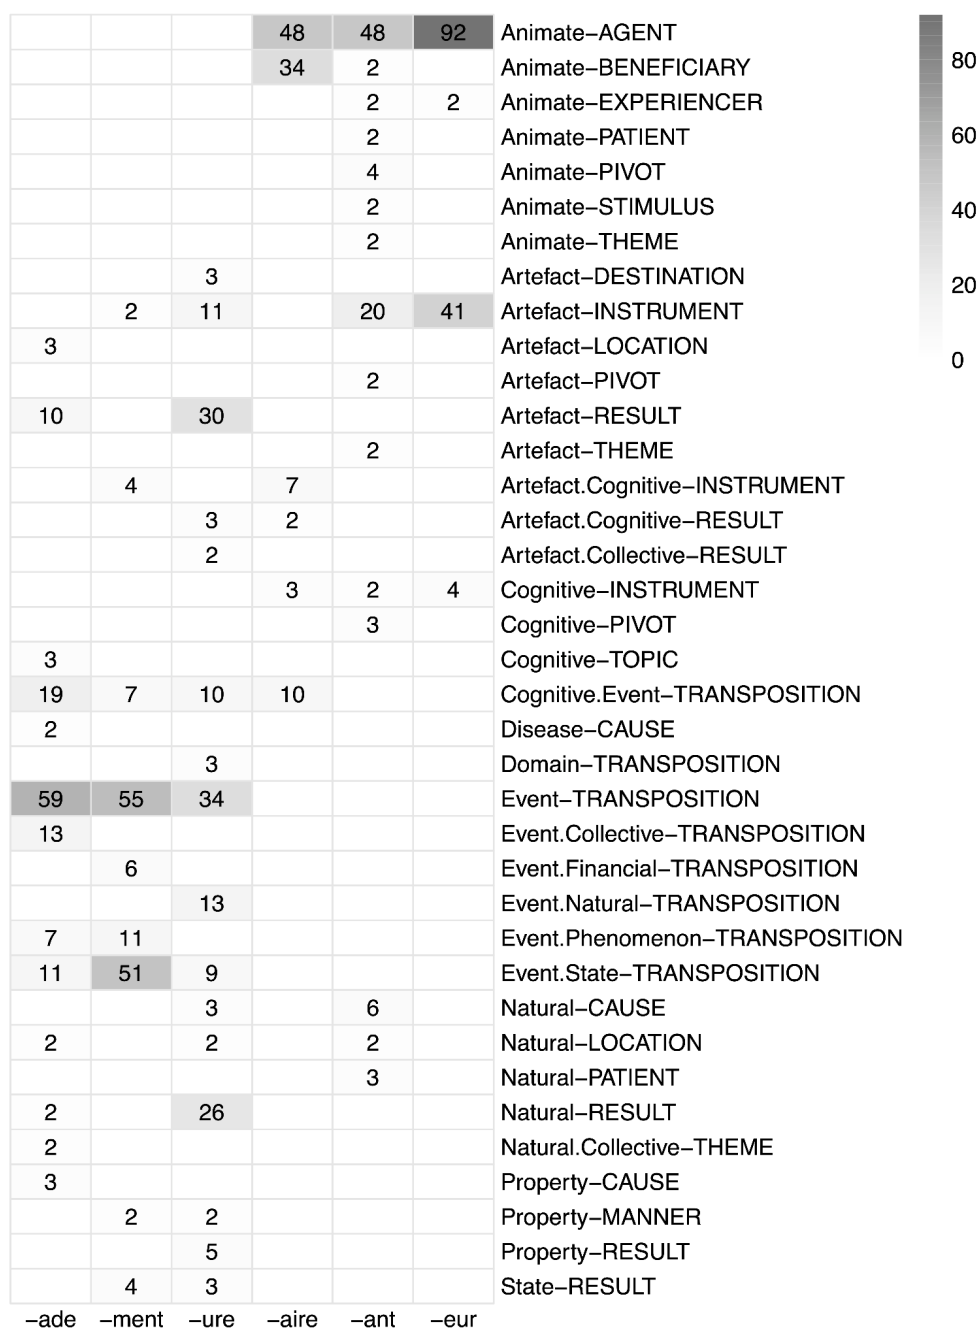 48 48 92 Animate–AGENT
34 2 Animate–BENEFICIARY
2 2 Animate–EXPERIENCER
2 Animate–PATIENT
4 Animate–PIVOT
2 Animate–STIMULUS
2 Animate–THEME
3 Artefact–DESTINATION
2 11 20 41 Artefact–INSTRUMENT
3 Artefact–LOCATION
2 Artefact–PIVOT
10 30 Artefact–RESULT
2 Artefact–THEME
4 7 Artefact.Cognitive–INSTRUMENT
3 2 Artefact.Cognitive–RESULT
2 Artefact.Collective–RESULT
3 2 4 Cognitive–INSTRUMENT
3 Cognitive–PIVOT
3 Cognitive–TOPIC
19 7 10 10 Cognitive.Event–TRANSPOSITION
2 Disease–CAUSE
3 Domain–TRANSPOSITION
59 55 34 Event–TRANSPOSITION
13 Event.Collective–TRANSPOSITION
6 Event.Financial–TRANSPOSITION
13 Event.Natural–TRANSPOSITION
7 11 Event.Phenomenon–TRANSPOSITION
11 51 9 Event.State–TRANSPOSITION
3 6 Natural–CAUSE
2 2 2 Natural–LOCATION
3 Natural–PATIENT
2 26 Natural–RESULT
2 Natural.Collective–THEME
3 Property–CAUSE
2 2 Property–MANNER
5 Property–RESULT
4 3 State–RESULT
–ade –ment –ure –aire –ant –eur
80
60
40
20
0